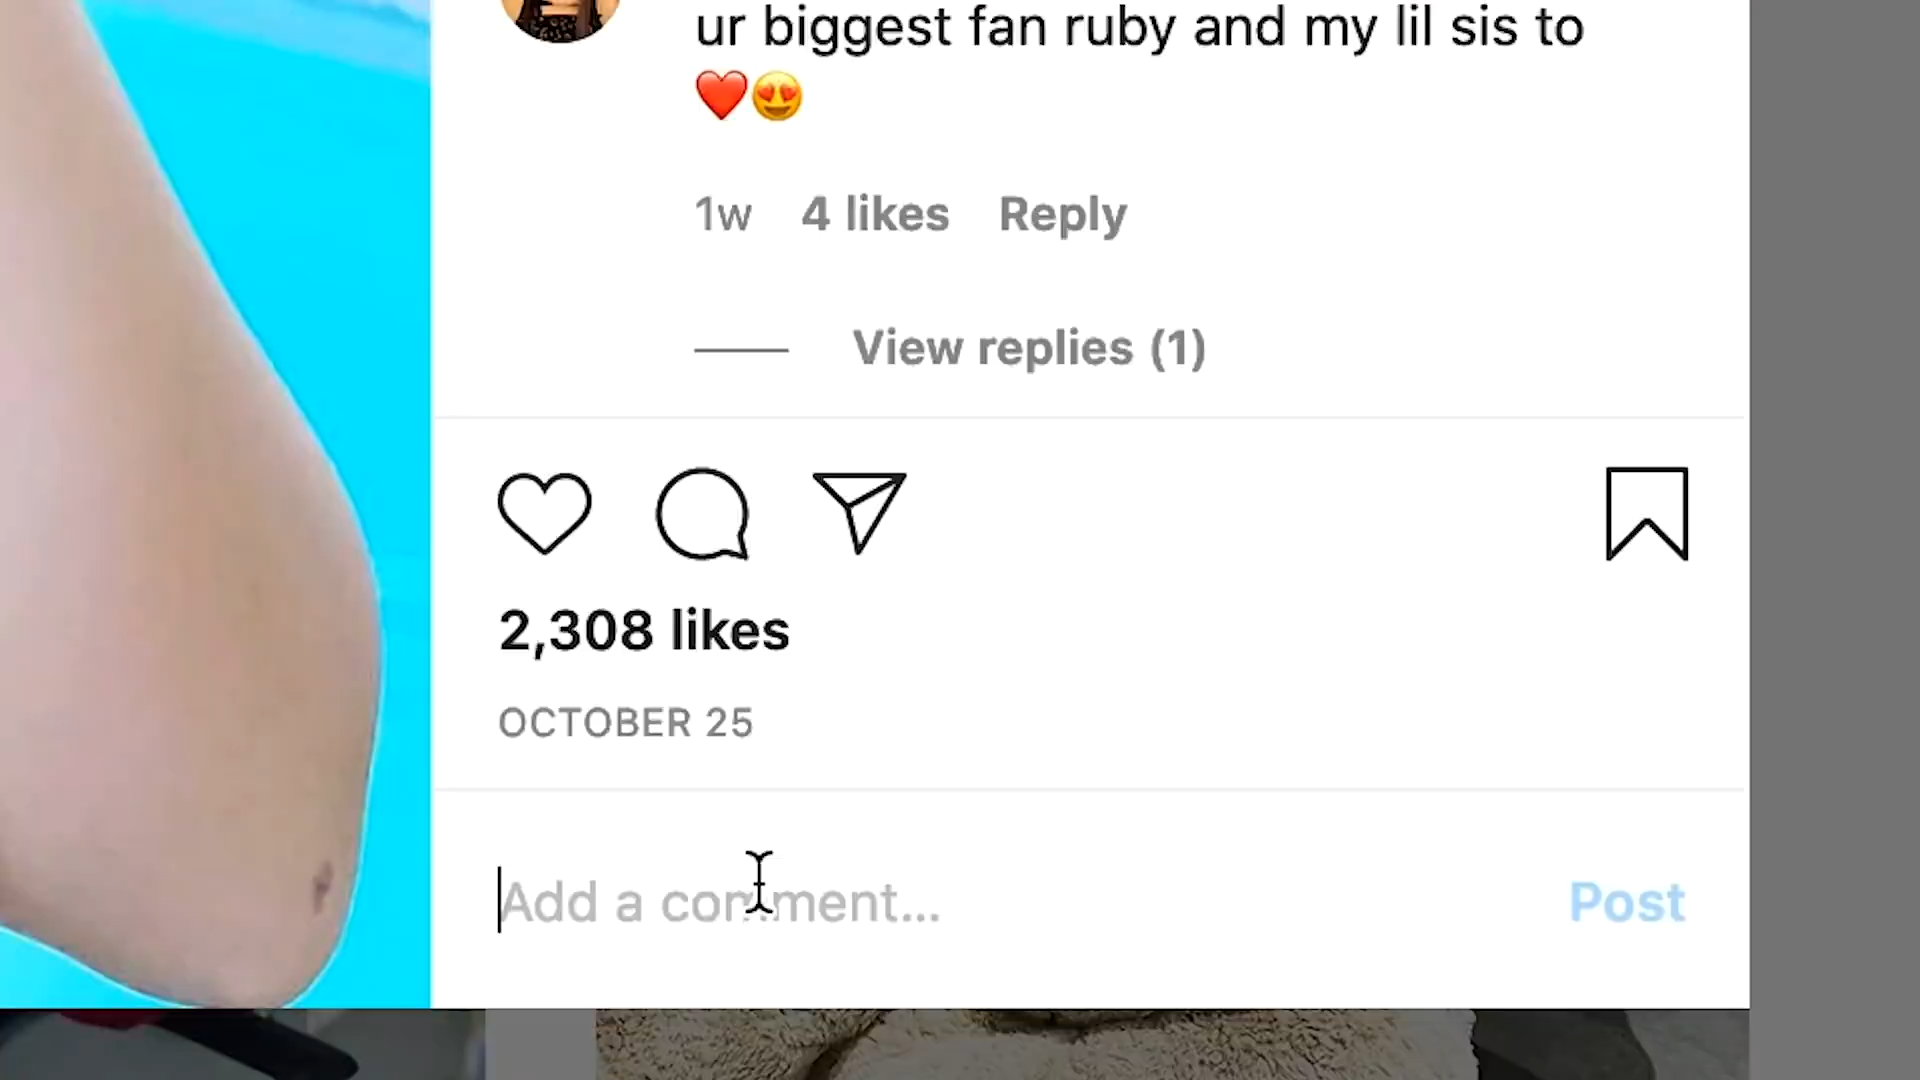 ur biggest fan ruby and my lil sis to
❤️😍
1w 4 likes Reply
View replies (1)
2,308 likes
OCTOBER 25
Add a comment...
Post